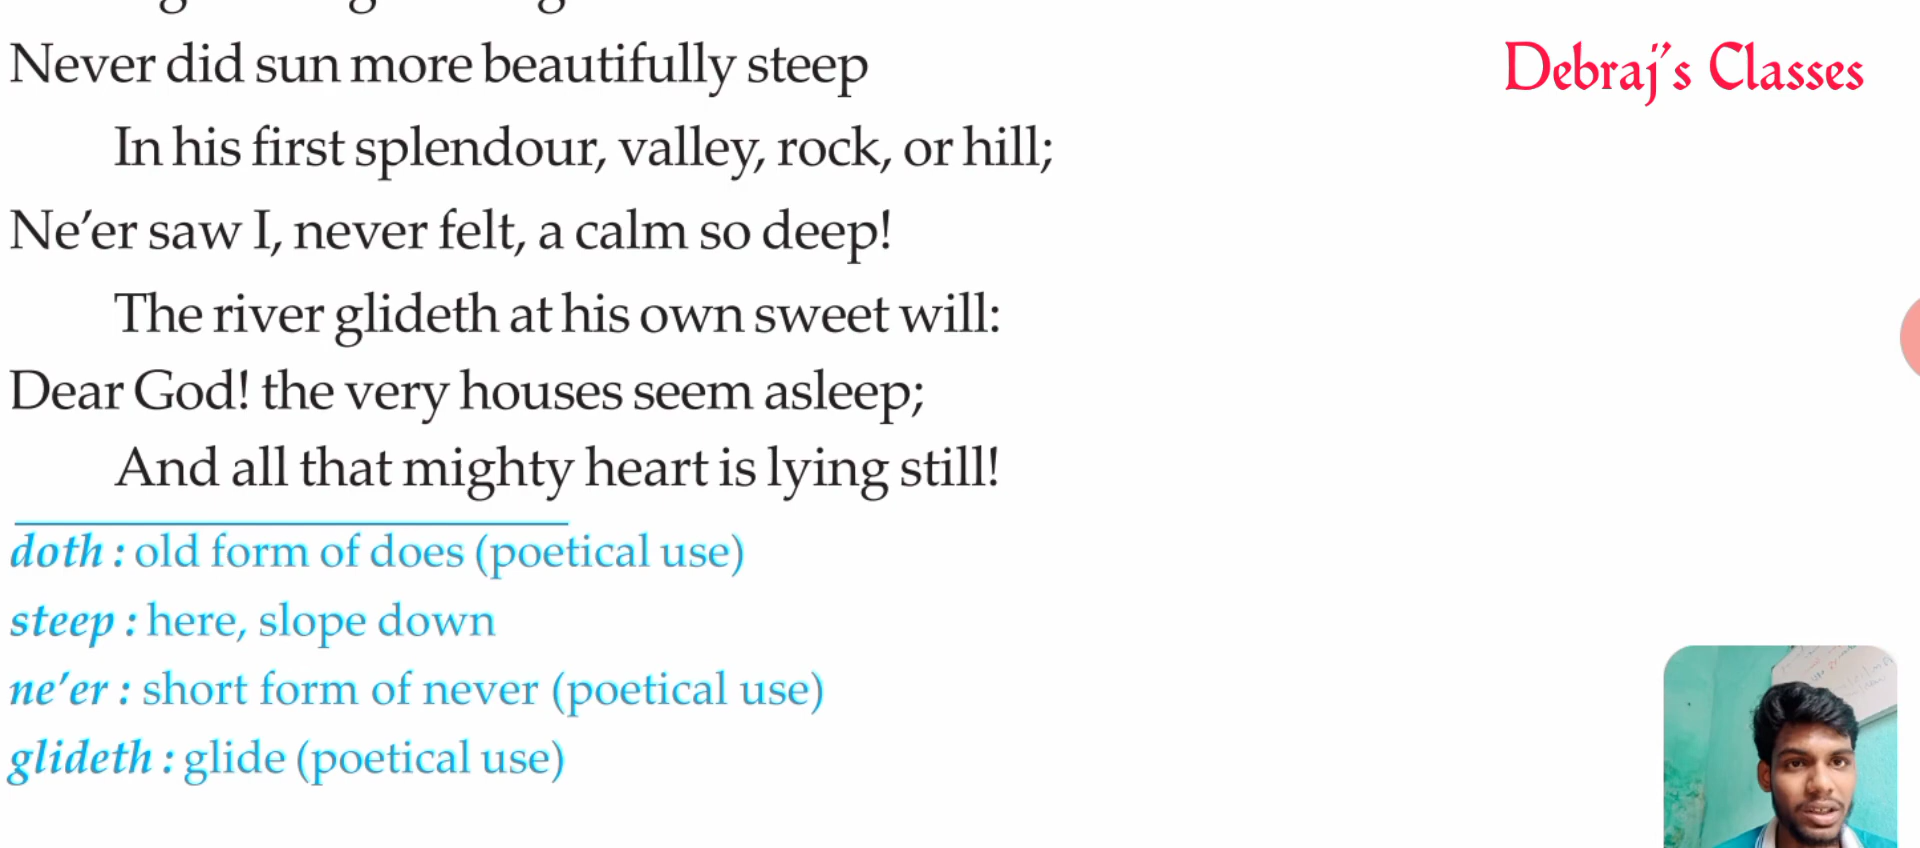 Never did sun more beautifully steep
In his first splendour, valley, rock, or hill;
Ne'er saw I, never felt, a calm so deep!
The river glideth at his own sweet will:
Dear God! the very houses seem asleep;
And all that mighty heart is lying still!
doth : old form of does (poetical use)
steep : here, slope down
ne'er : short form of never (poetical use)
glideth : glide (poetical use)
Debraj's Classes